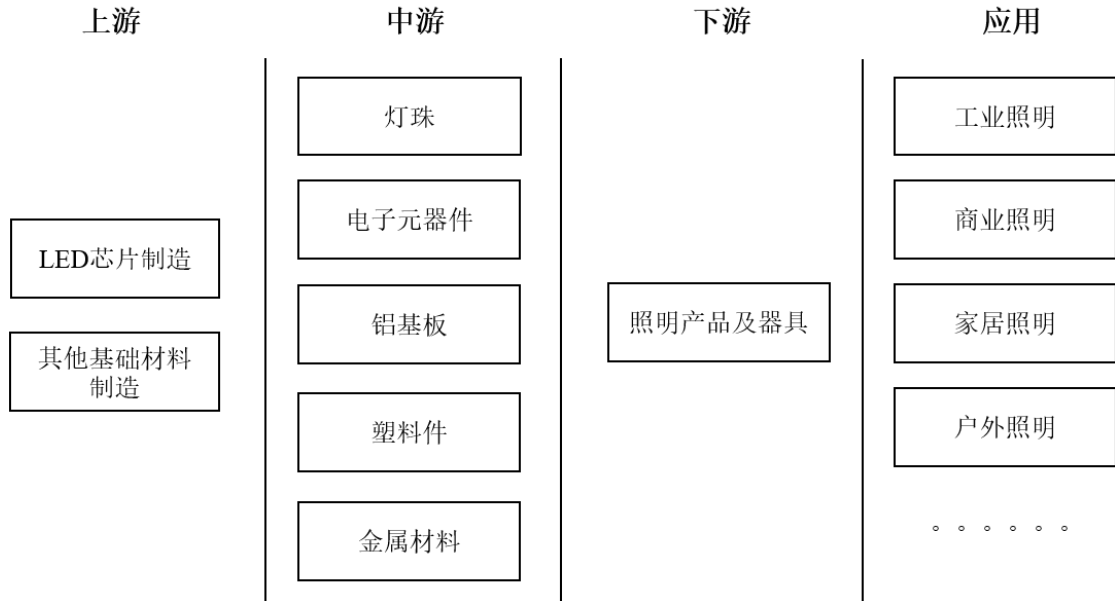 上游
中游
下游
应用
LED芯片制造
其他基础材料
制造
灯珠
电子元器件
铝基板
塑料件
金属材料
照明产品及器具
工业照明
商业照明
家居照明
户外照明
。。。。。。